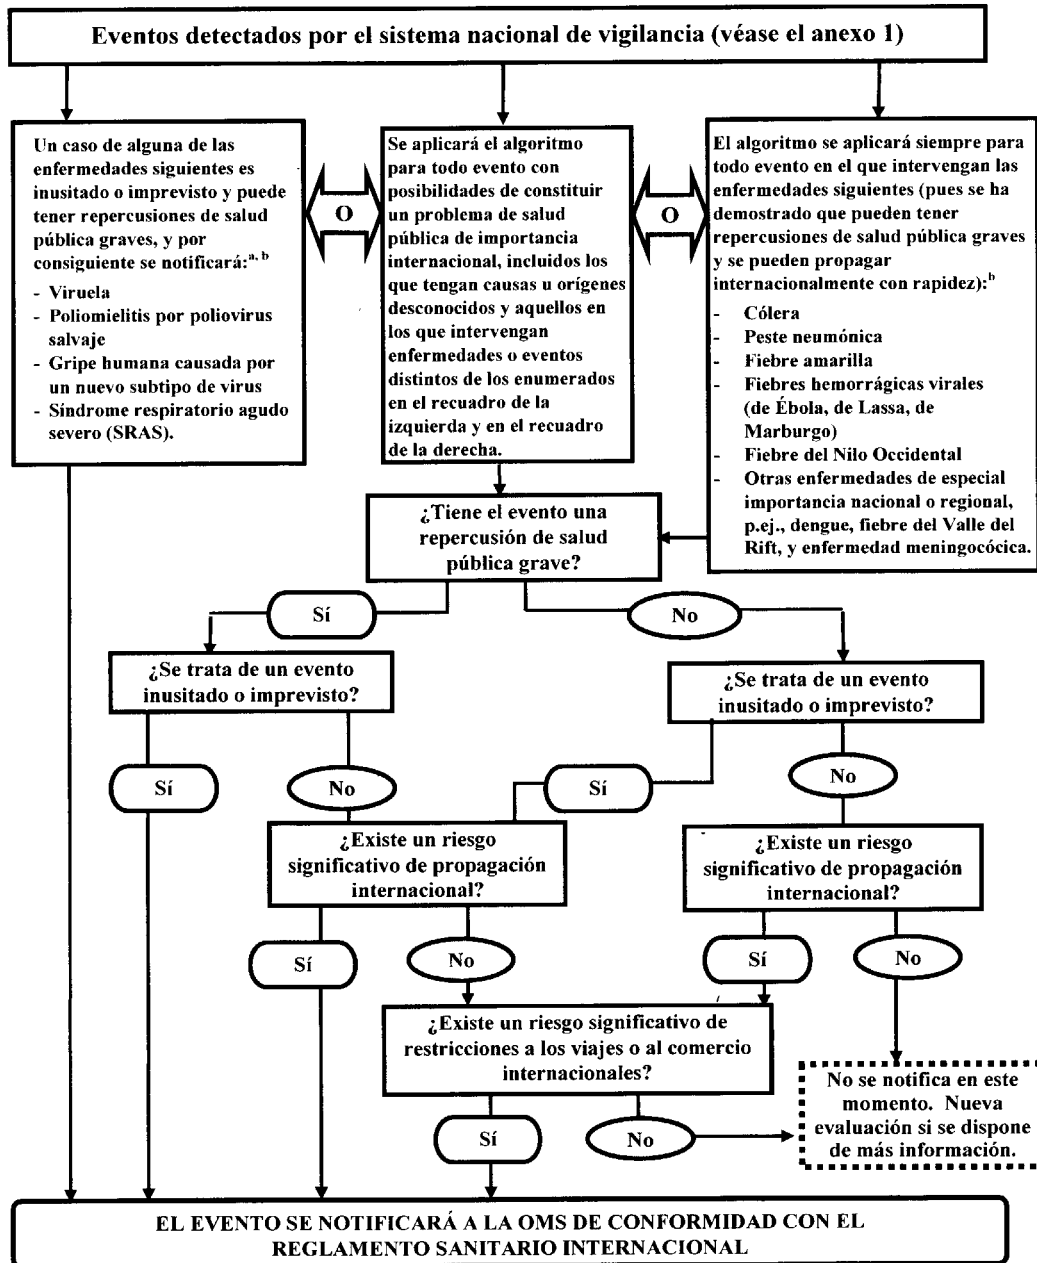 Eventos detectados por el sistema nacional de vigilancia (véase el anexo 1)
Un caso de alguna de las
enfermedades siguientes es
inusitado o imprevisto y puede
tener repercusiones de salud
pública graves, y por
consiguiente se notificará:a, b
- Viruela
- Poliomielitis por poliovirus
salvaje
- Gripe humana causada por
un nuevo subtipo de virus
- Síndrome respiratorio agudo
severo (SRAS).
O
Se aplicará el algoritmo
para todo evento con
posibilidades de constituir
un problema de salud
pública de importancia
internacional, incluidos los
que tengan causas u orígenes
desconocidos y aquellos en
los que intervengan
enfermedades o eventos
distintos de los enumerados
en el recuadro de la
izquierda y en el recuadro
de la derecha.
O
El algoritmo se aplicará siempre para
todo evento en el que intervengan las
enfermedades siguientes (pues se ha
demostrado que pueden tener
repercusiones de salud pública graves
y se pueden propagar
internacionalmente con rapidez):b
- Cólera
- Peste neumónica
- Fiebre amarilla
- Fiebres hemorrágicas virales
(de Ébola, de Lassa, de
Marburgo)
- Fiebre del Nilo Occidental
- Otras enfermedades de especial
importancia nacional o regional,
p.ej., dengue, fiebre del Valle del
Rift, y enfermedad meningocócica.
¿Tiene el evento una
repercusión de salud
pública grave?
Sí
No
¿Se trata de un evento
inusitado o imprevisto?
¿Se trata de un evento
inusitado o imprevisto?
Sí
No
Sí
No
¿Existe un riesgo
significativo de propagación
internacional?
¿Existe un riesgo
significativo de propagación
internacional?
Sí
No
Sí
No
¿Existe un riesgo significativo de
restricciones a los viajes o al comercio
internacionales?
Sí
No
No se notifica en este
momento. Nueva
evaluación si se dispone
de más información.
EL EVENTO SE NOTIFICARÁ A LA OMS DE CONFORMIDAD CON EL
REGLAMENTO SANITARIO INTERNACIONAL